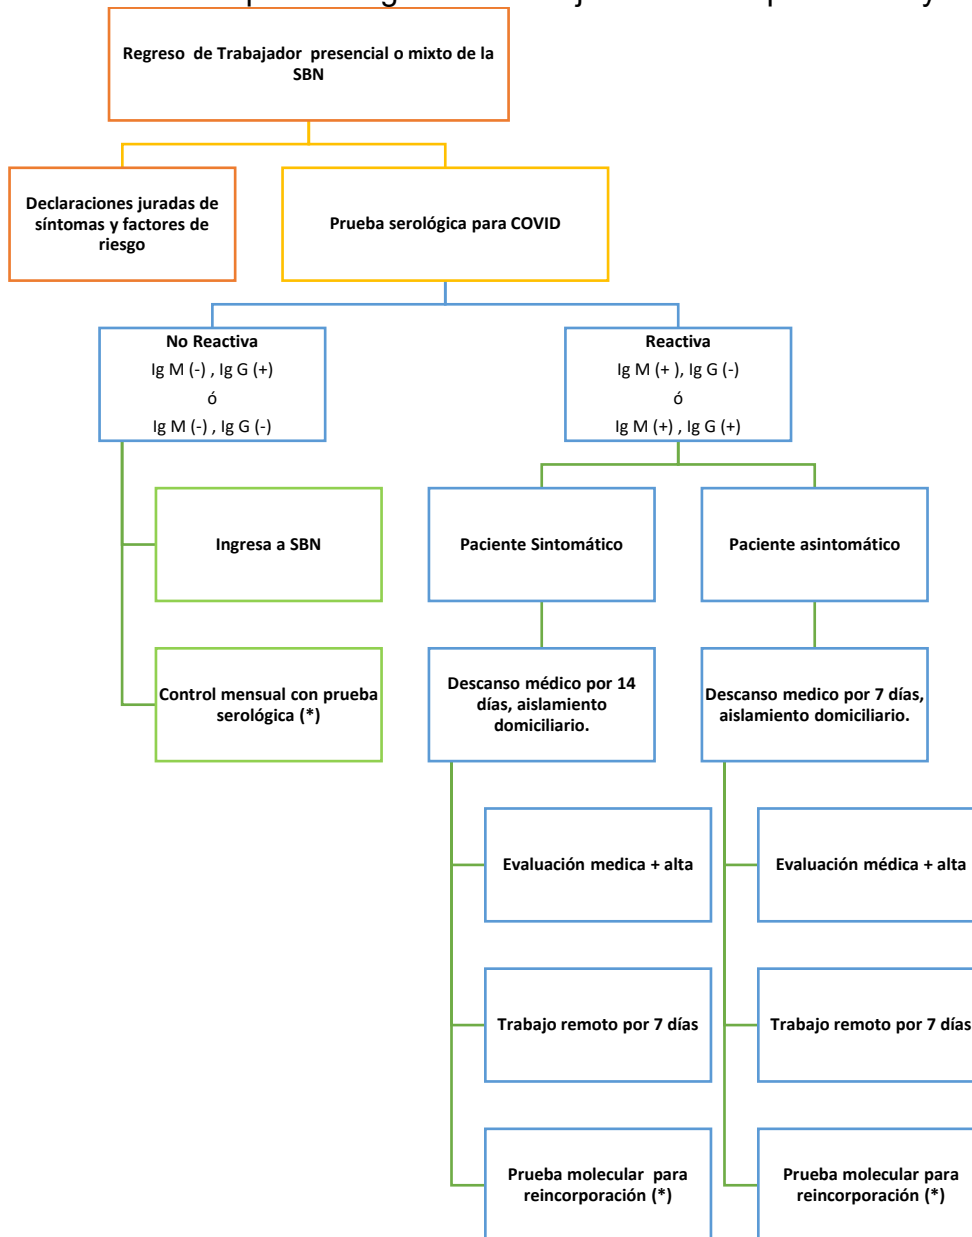 Regreso de Trabajador presencial o mixto de la
SBN
Declaraciones juradas de
síntomas y factores de
riesgo
Prueba serológica para COVID
No Reactiva
Ig M (-) , Ig G (+)
ó
Ig M (-) , Ig G (-)
Reactiva
Ig M (+ ), Ig G (-)
ó
Ig M (+) , Ig G (+)
Ingresa a SBN
Paciente Sintomático
Paciente asintomático
Control mensual con prueba
serológica (*)
Descanso médico por 14
días, aislamiento
domiciliario.
Descanso medico por 7 días,
aislamiento domiciliario.
Evaluación medica + alta
Evaluación médica + alta
Trabajo remoto por 7 días
Trabajo remoto por 7 días
Prueba molecular para
reincorporación (*)
Prueba molecular para
reincorporación (*)